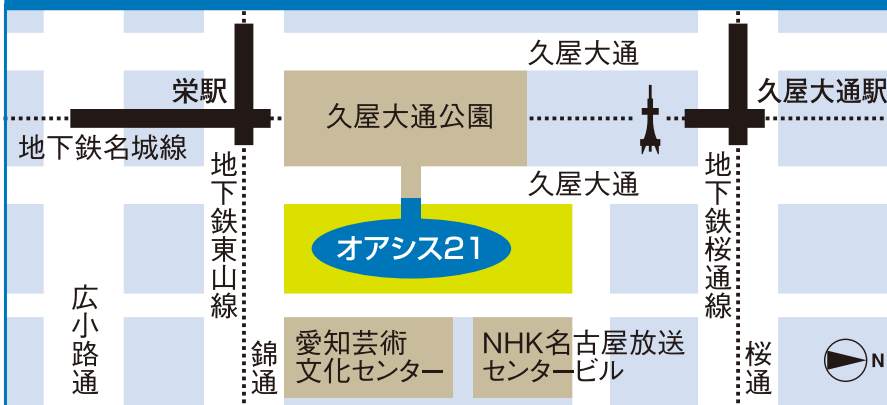 久屋大通
栄駅
久屋大通公園
久屋大通駅
地下鉄名城線
地下鉄東山線
久屋大通
地下鉄桜通線
オアシス21
広小路通
錦通
愛知芸術
文化センター
NHK名古屋放送
センタービル
桜通
N